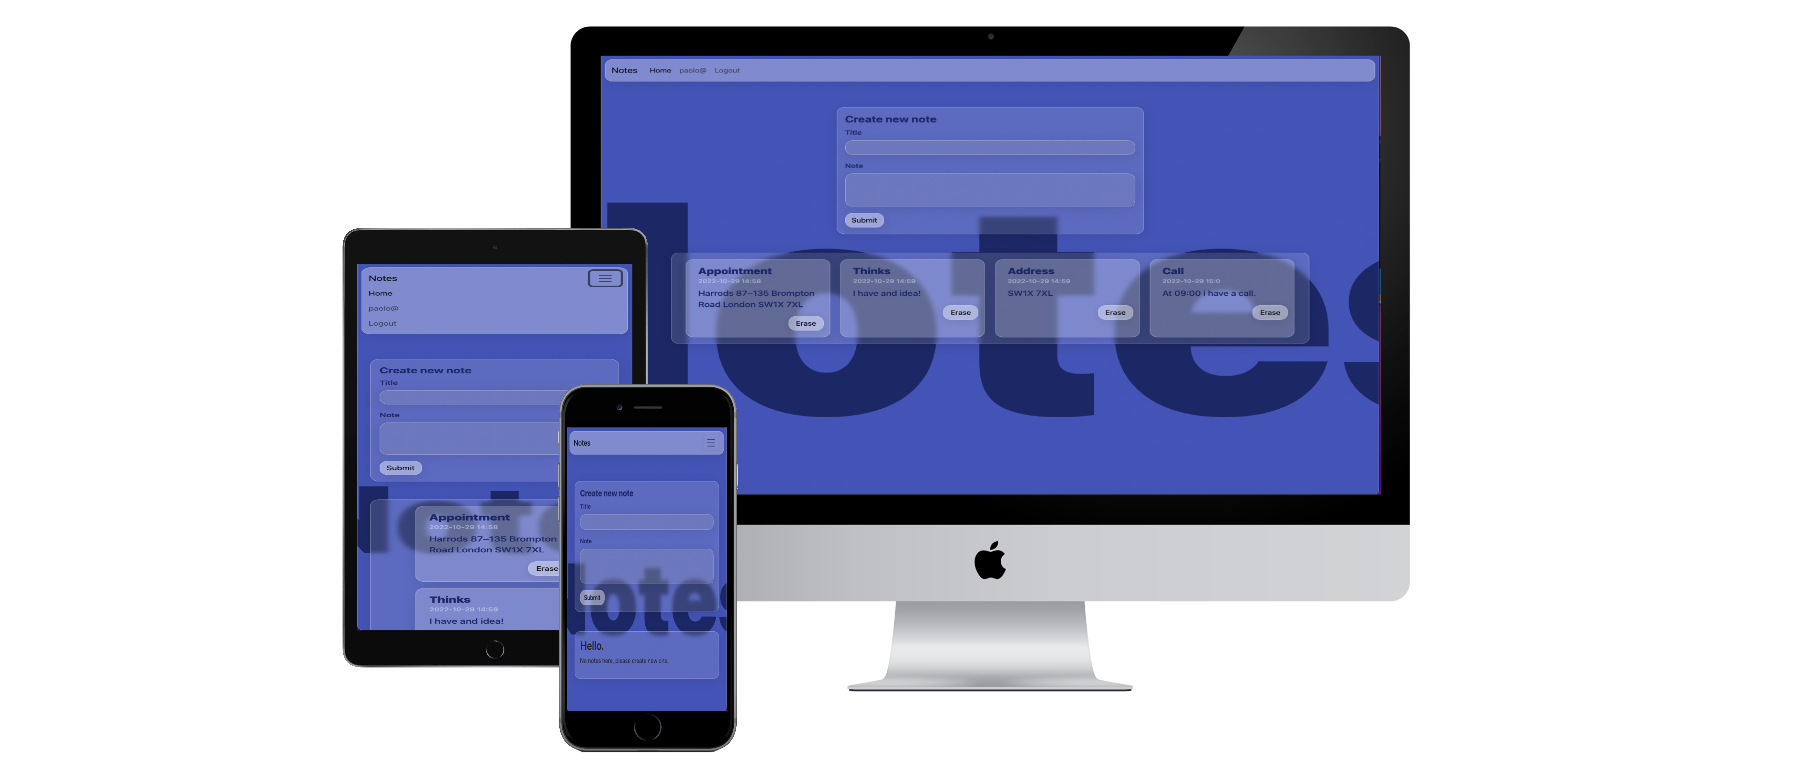 Notes Home paolo@ Logout
Create new note
Title
Note
Submit
Appointment
2022-10-29 14:58
Harrods 87–135 Brompton
Road London SW1X 7XL
Erase
Thinks
2022-10-29 14:59
I have and idea!
Erase
Address
2022-10-29 14:59
SW1X 7XL
Erase
Call
2022-10-29 15:0
At 09:00 i have a call.
Erase
lotes
Notes
Home
paolo@
Logout
Create new note
Title
Note
Submit
Appointment
2022-10-29 14:58
Harrods 87–135 Brompton
Road London SW1X 7XL
Erase
Thinks
2022-10-29 14:59
I have and idea!
lote
Notes
Create new note
Title
Note
Submit
lotes
Hello.
No notes here, please create new one.